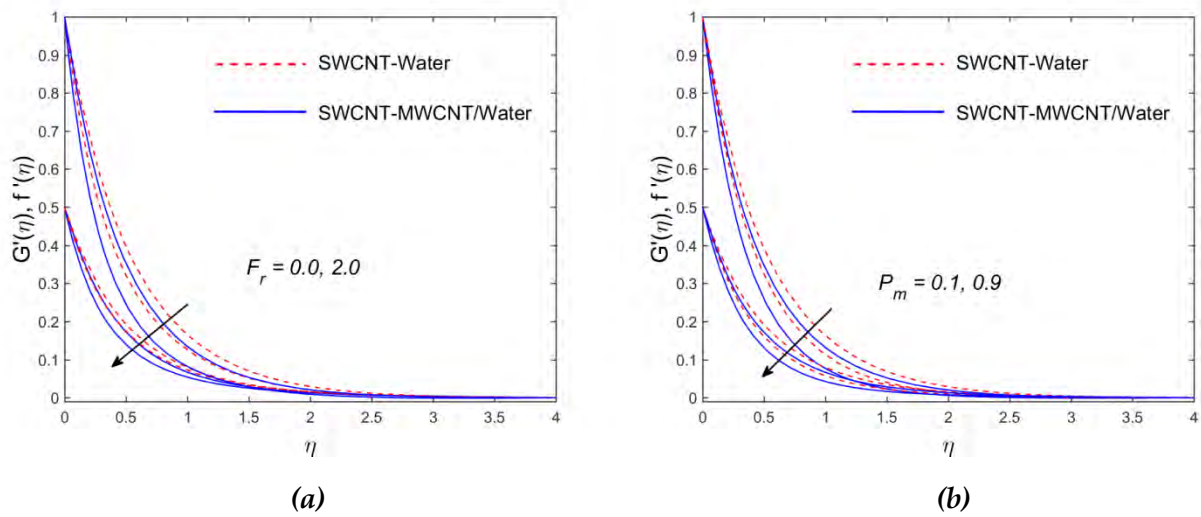 1
0.9
0.8
0.7
0.6
0.5
0.4
0.3
0.2
0.1
0
G'(η), f '(η)
SWCNT-Water
SWCNT-MWCNT/Water
F_r = 0.0, 2.0
0 0.5 1 1.5 2 2.5 3 3.5 4
η
(a)
1
0.9
0.8
0.7
0.6
0.5
0.4
0.3
0.2
0.1
0
G'(η), f '(η)
SWCNT-Water
SWCNT-MWCNT/Water
P_m = 0.1, 0.9
0 0.5 1 1.5 2 2.5 3 3.5 4
η
(b)